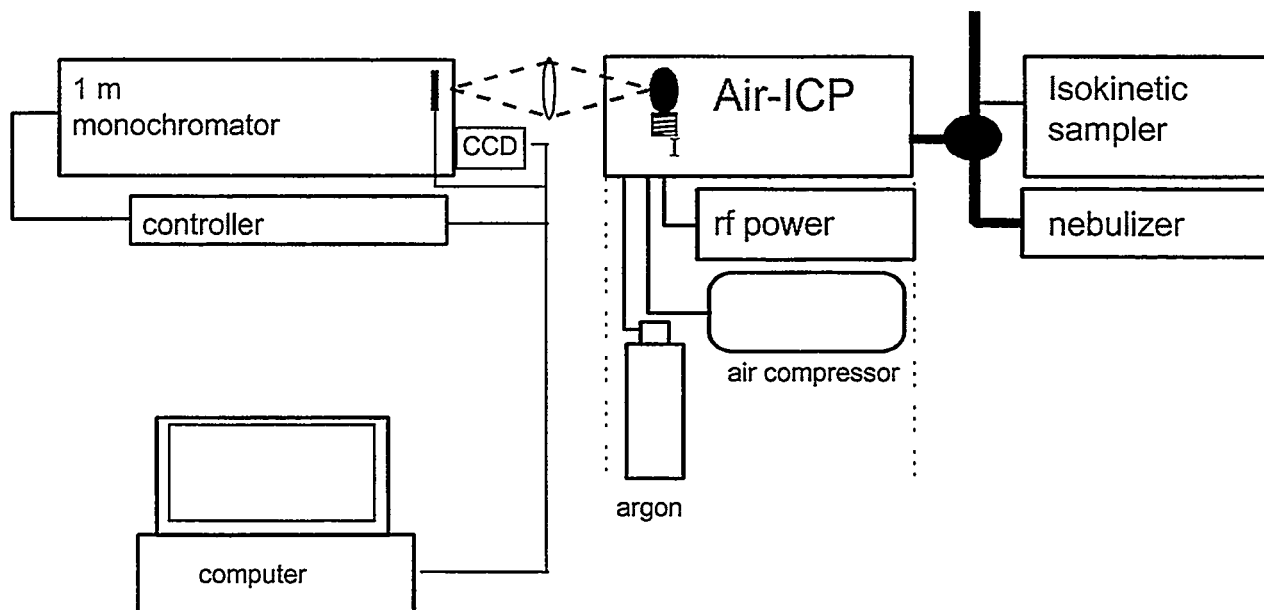 1 m
monochromator
CCD
controller
computer
Air-ICP
rf power
air compressor
argon
Isokinetic
sampler
nebulizer